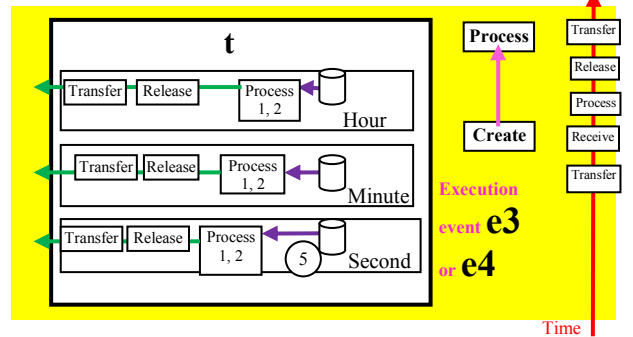 t
Transfer
Release
Process
1, 2
Hour
Transfer
Release
Process
1, 2
Minute
Transfer
Release
Process
1, 2
5
Second
Process
Create
Execution
event e3
or e4
Transfer
Release
Process
Receive
Transfer
Time